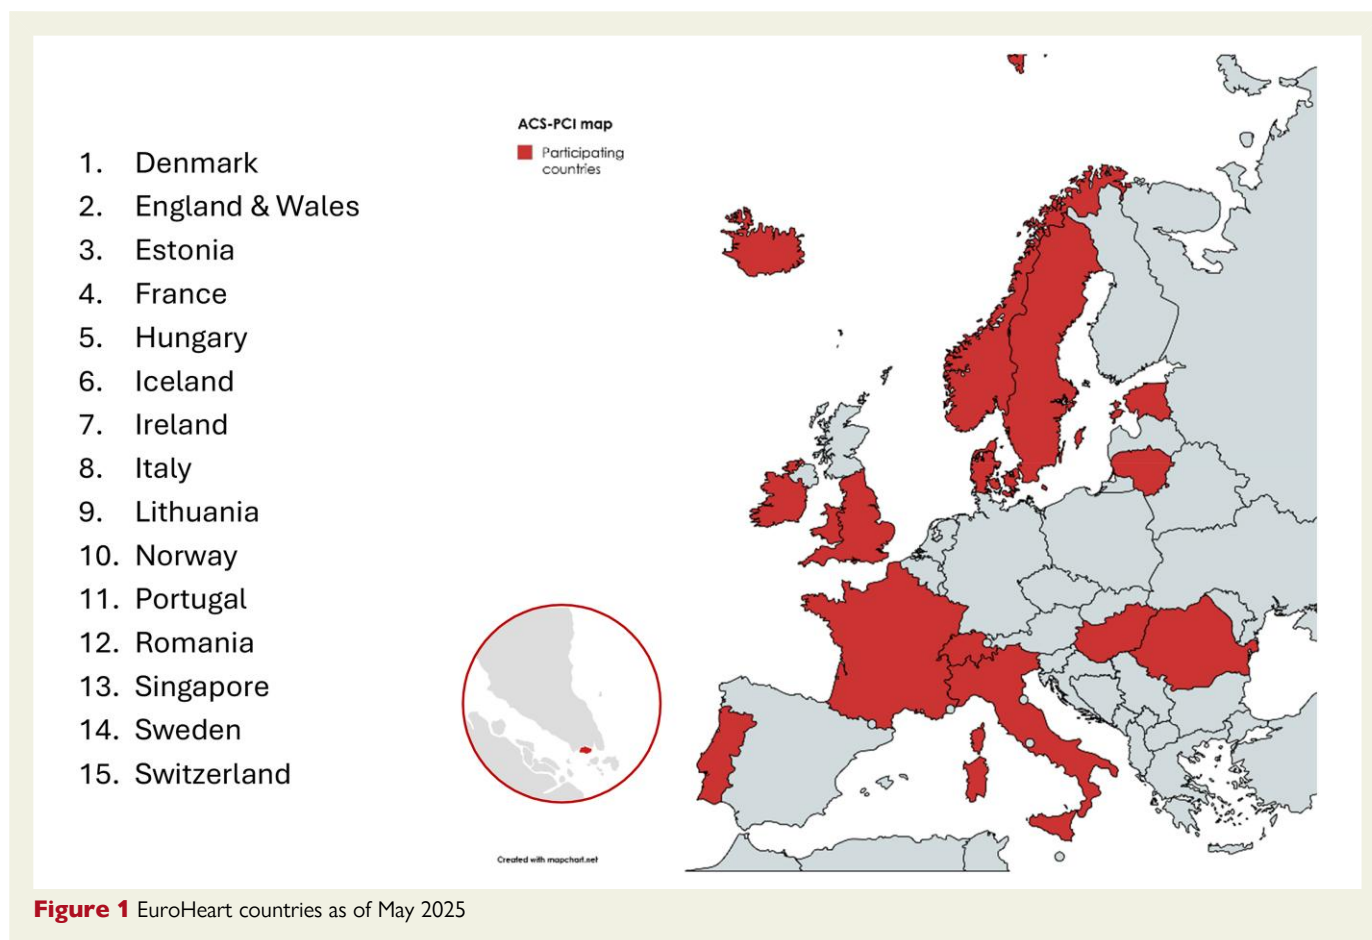 ACS-PCI map
Participating
countries
1. Denmark
2. England & Wales
3. Estonia
4. France
5. Hungary
6. Iceland
7. Ireland
8. Italy
9. Lithuania
10. Norway
11. Portugal
12. Romania
13. Singapore
14. Sweden
15. Switzerland
Created with mapchart.net
Figure 1 EuroHeart countries as of May 2025